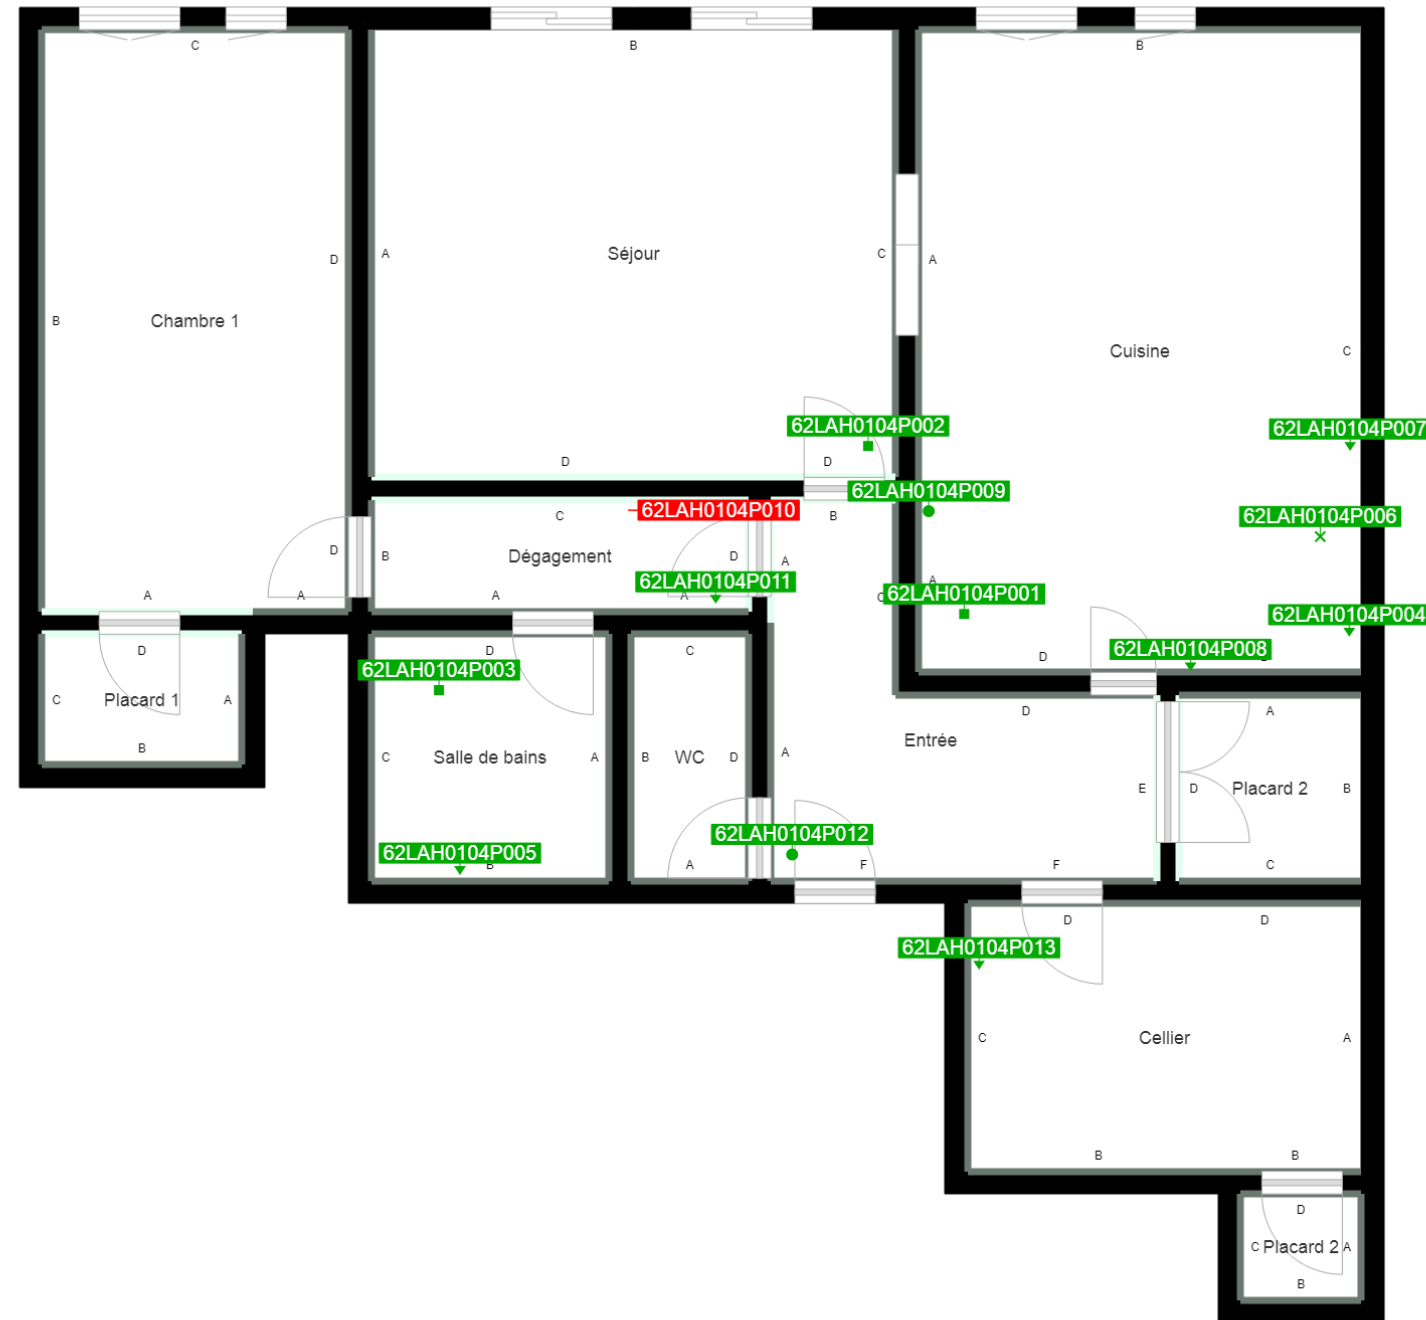 C
B
B
D
A
Séjour
C
A
B
Chambre 1
Cuisine
C
62LAH0104P002
62LAH0104P007
D
D
62LAH0104P009
62LAH0104P010
62LAH0104P006
C
B
D
B
Dégagement
D
A
62LAH0104P011
A
A
A
A
A
C
62LAH0104P001
62LAH0104P004
D
D
C
62LAH0104P008
D
62LAH0104P003
C
Placard 1
A
D
A
B
Entrée
A
C
Salle de bains
A
B
WC
D
E
D
Placard 2
B
62LAH0104P012
62LAH0104P005
B
A
F
F
C
D
D
62LAH0104P013
C
Cellier
A
B
B
D
C
Placard 2
A
B